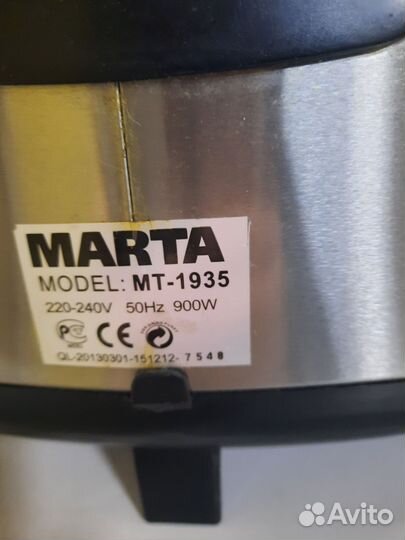 MARTA
MODEL: MT-1935
220-240V 50Hz 900W
CE
QL-20130301-151212-7548
Avito